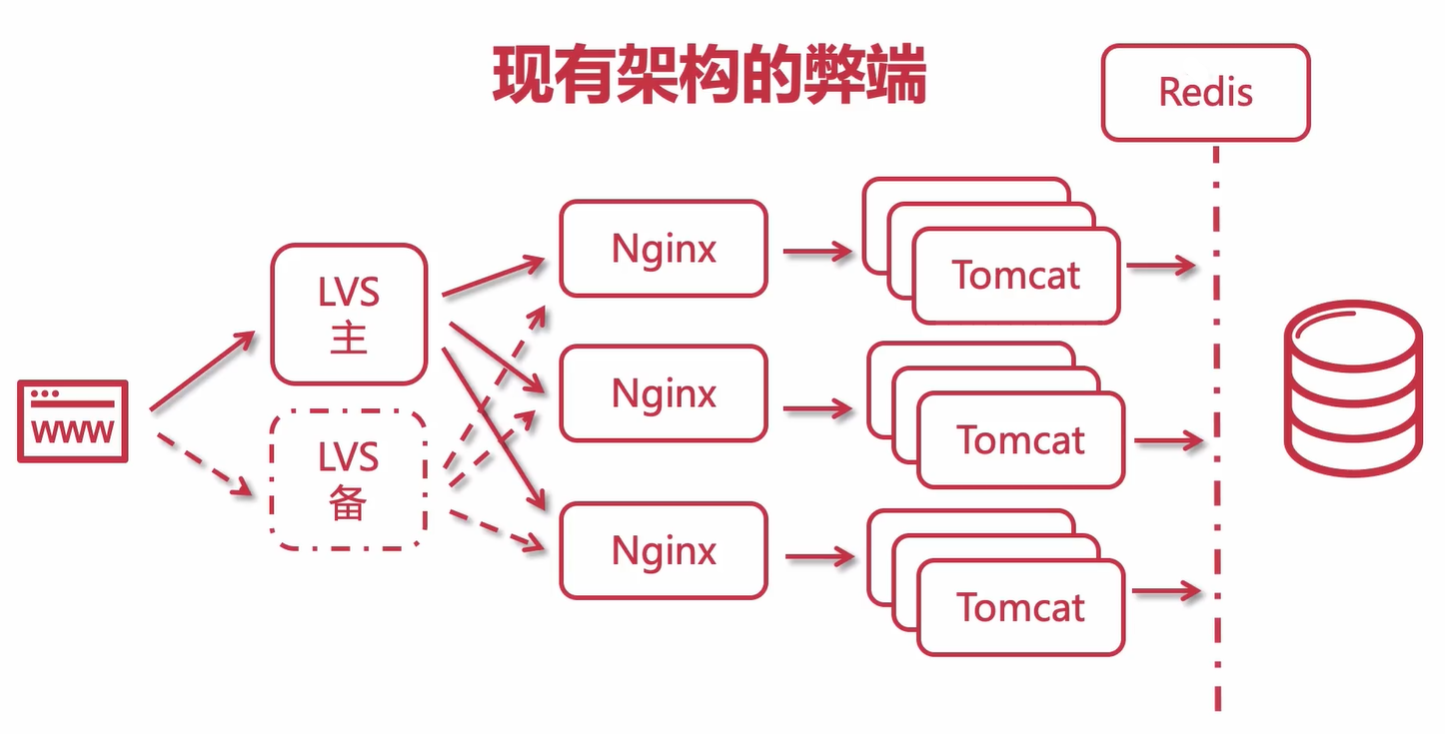 现有架构的弊端
Redis
WWW
LVS
主
LVS
备
Nginx
Nginx
Nginx
Tomcat
Tomcat
Tomcat